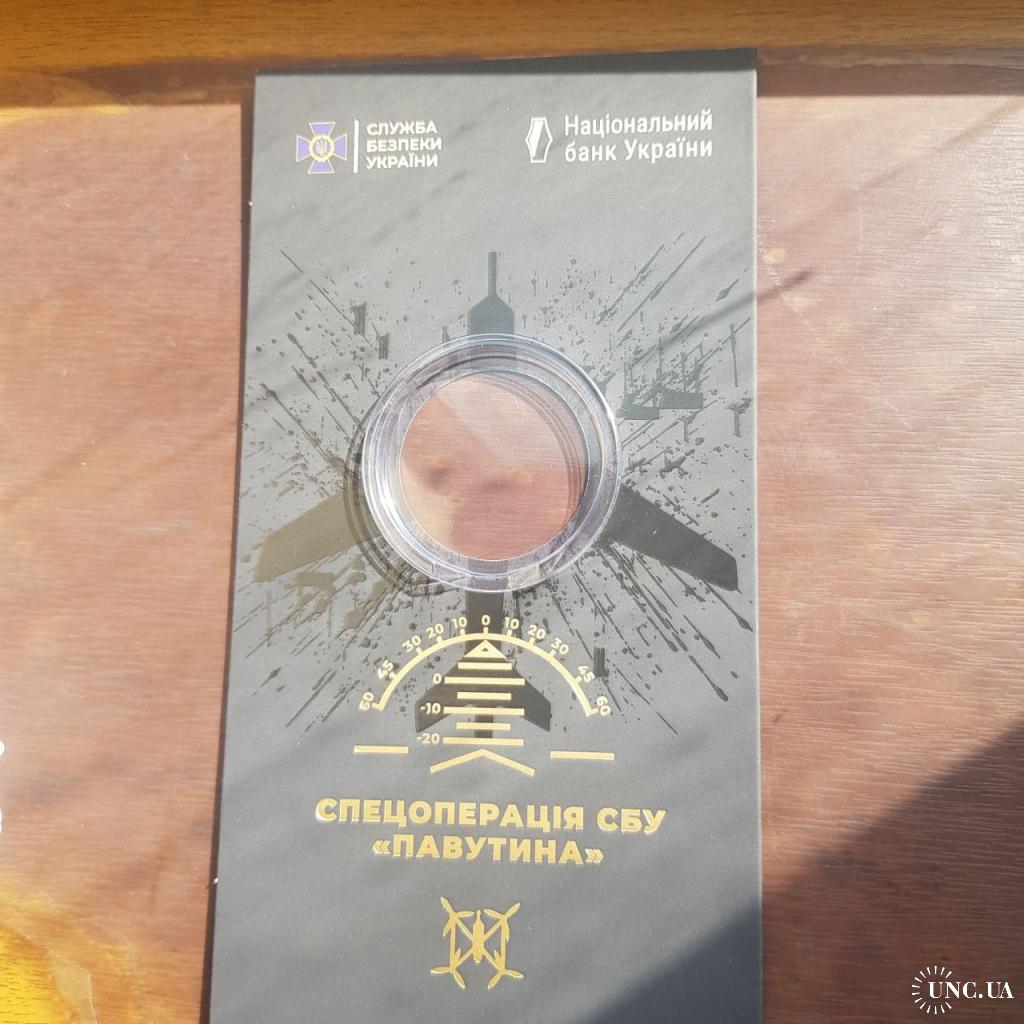 СЛУЖБА
БЕЗПЕКИ
УКРАЇНИ
Національний
банк України
60 45 30 20 10 0 10 20 30 45 60
0
-10
-20
СПЕЦОПЕРАЦІЯ СБУ
«ПАВУТИНА»
UNC.UA